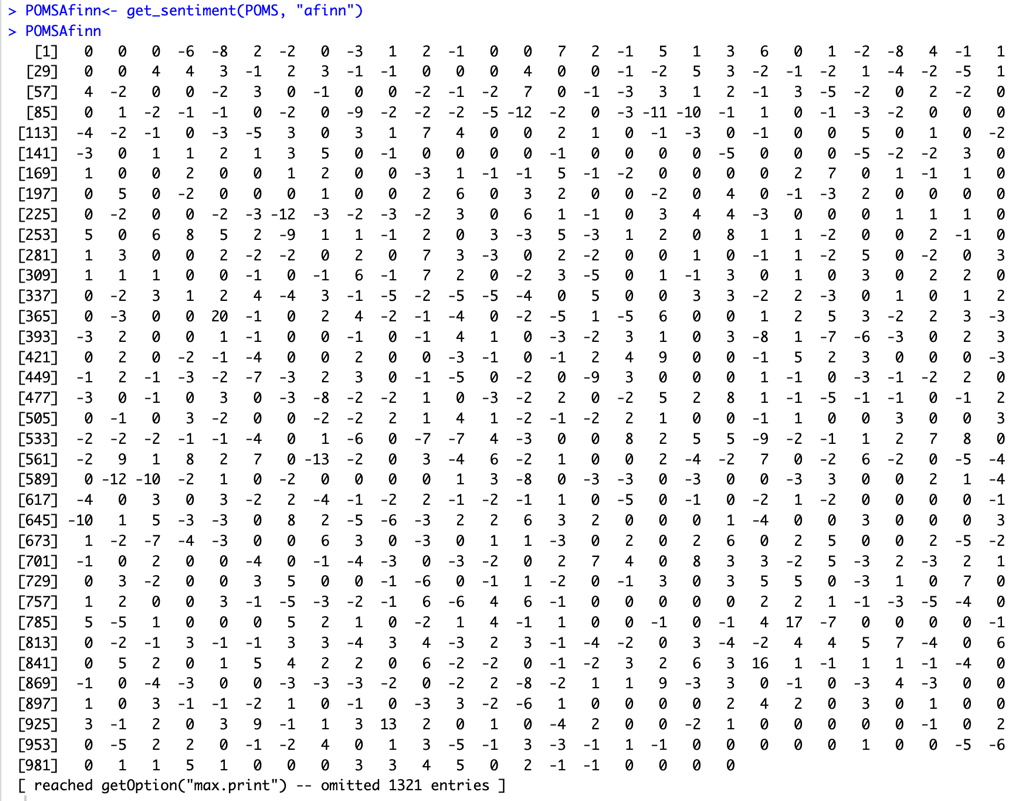 > POMSAfinn<- get_sentiment(POMS, "afinn")
> POMSAfinn
[1] 0 0 0 -6 -8 2 -2 0 -3 1 2 -1 0 0 7 2 -1 5 1 3 6 0 1 -2 -8 4 -1 1
[29] 0 0 4 4 3 -1 2 3 -1 -1 0 0 0 4 0 0 -1 -2 5 3 -2 -1 -2 1 -4 -2 -5 1
[57] 4 -2 0 0 -2 3 0 -1 0 0 -2 -1 -2 7 0 -1 -3 3 1 2 -1 3 -5 -2 0 2 -2 0
[85] 0 1 -2 -1 -1 0 -2 0 -9 -2 -2 -2 -5 -12 -2 0 -3 -11 -10 -1 1 0 -1 -3 -2 0 0 0
[113] -4 -2 -1 0 -3 -5 3 0 3 1 7 4 0 0 2 1 0 -1 -3 0 -1 0 0 5 0 1 0 -2
[141] -3 0 1 1 2 1 3 5 0 -1 0 0 0 0 -1 0 0 0 0 -5 0 0 0 -5 -2 -2 3 0
[169] 1 0 0 2 0 0 1 2 0 0 -3 1 -1 -1 5 -1 -2 0 0 0 0 2 7 0 1 -1 1 0
[197] 0 5 0 -2 0 0 0 1 0 0 2 6 0 3 2 0 0 -2 0 4 0 -1 -3 2 0 0 0 0
[225] 0 -2 0 0 -2 -3 -12 -3 -2 -3 -2 3 0 6 1 -1 0 3 4 4 -3 0 0 0 1 1 1 0
[253] 5 0 6 8 5 2 -9 1 1 -1 2 0 3 -3 5 -3 1 2 0 8 1 1 -2 0 0 2 -1 0
[281] 1 3 0 0 2 -2 -2 0 2 0 7 3 -3 0 2 -2 0 0 1 0 -1 1 -2 5 0 -2 0 3
[309] 1 1 1 0 0 -1 0 -1 6 -1 7 2 0 -2 3 -5 0 1 -1 3 0 1 0 3 0 2 2 0
[337] 0 -2 3 1 2 4 -4 3 -1 -5 -2 -5 -5 -4 0 5 0 0 3 3 -2 2 -3 0 1 0 1 2
[365] 0 -3 0 0 20 -1 0 2 4 -2 -1 -4 0 -2 -5 1 -5 6 0 0 1 2 5 3 -2 2 3 -3
[393] -3 2 0 0 1 -1 0 0 -1 0 -1 4 1 0 -3 -2 3 1 0 3 -8 1 -7 -6 -3 0 2 3
[421] 0 2 0 -2 -1 -4 0 0 2 0 0 -3 -1 0 -1 2 4 9 0 0 -1 5 2 3 0 0 0 -3
[449] -1 2 -1 -3 -2 -7 -3 2 3 0 -1 -5 0 -2 0 -9 3 0 0 0 1 -1 0 -3 -1 -2 2 0
[477] -3 0 -1 0 3 0 -3 -8 -2 -2 1 0 -3 -2 2 0 -2 5 2 8 1 -1 -5 -1 -1 0 -1 2
[505] 0 -1 0 3 -2 0 0 -2 -2 2 1 4 1 -2 -1 -2 2 1 0 0 -1 1 0 0 3 0 0 3
[533] -2 -2 -2 -1 -1 -4 0 1 -6 0 -7 -7 4 -3 0 0 8 2 5 5 -9 -2 -1 1 2 7 8 0
[561] -2 9 1 8 2 7 0 -13 -2 0 3 -4 6 -2 1 0 0 2 -4 -2 7 0 -2 6 -2 0 -5 -4
[589] 0 -12 -10 -2 1 0 -2 0 0 0 0 1 3 -8 0 -3 -3 0 -3 0 0 -3 3 0 0 2 1 -4
[617] -4 0 3 0 3 -2 2 -4 -1 -2 2 -1 -2 -1 1 0 -5 0 -1 0 -2 1 -2 0 0 0 0 -1
[645] -10 1 5 -3 -3 0 8 2 -5 -6 -3 2 2 6 3 2 0 0 0 1 -4 0 0 3 0 0 0 3
[673] 1 -2 -7 -4 -3 0 0 6 3 0 -3 0 1 1 -3 0 2 0 2 6 0 2 5 0 0 2 -5 -2
[701] -1 0 2 0 0 -4 0 -1 -4 -3 0 -3 -2 0 2 7 4 0 8 3 3 -2 5 -3 2 -3 2 1
[729] 0 3 -2 0 0 3 5 0 0 -1 -6 0 -1 1 -2 0 -1 3 0 3 5 5 0 -3 1 0 7 0
[757] 1 2 0 0 3 -1 -5 -3 -2 -1 6 -6 4 6 -1 0 0 0 0 0 2 2 1 -1 -3 -5 -4 0
[785] 5 -5 1 0 0 0 5 2 1 0 -2 1 4 -1 1 0 0 -1 0 -1 4 17 -7 0 0 0 0 -1
[813] 0 -2 -1 3 -1 -1 3 3 -4 3 4 -3 2 3 -1 -4 -2 0 3 -4 -2 4 4 5 7 -4 0 6
[841] 0 5 2 0 1 5 4 2 2 0 6 -2 -2 0 -1 -2 3 2 6 3 16 1 -1 1 1 -1 -4 0
[869] -1 0 -4 -3 0 0 -3 -3 -3 -2 0 -2 2 -8 -2 1 1 9 -3 3 0 -1 0 -3 4 -3 0 0
[897] 1 0 3 -1 -1 -2 1 0 -1 0 -3 3 -2 -6 1 0 0 0 0 2 4 2 0 3 0 1 0 0
[925] 3 -1 2 0 3 9 -1 1 3 13 2 0 1 0 -4 2 0 0 -2 1 0 0 0 0 0 -1 0 2
[953] 0 -5 2 2 0 -1 -2 4 0 1 3 -5 -1 3 -3 -1 1 -1 0 0 0 0 0 1 0 0 -5 -6
[981] 0 1 1 5 1 0 0 0 3 3 4 5 0 2 -1 -1 0 0 0 0
[ reached getOption("max.print") -- omitted 1321 entries ]